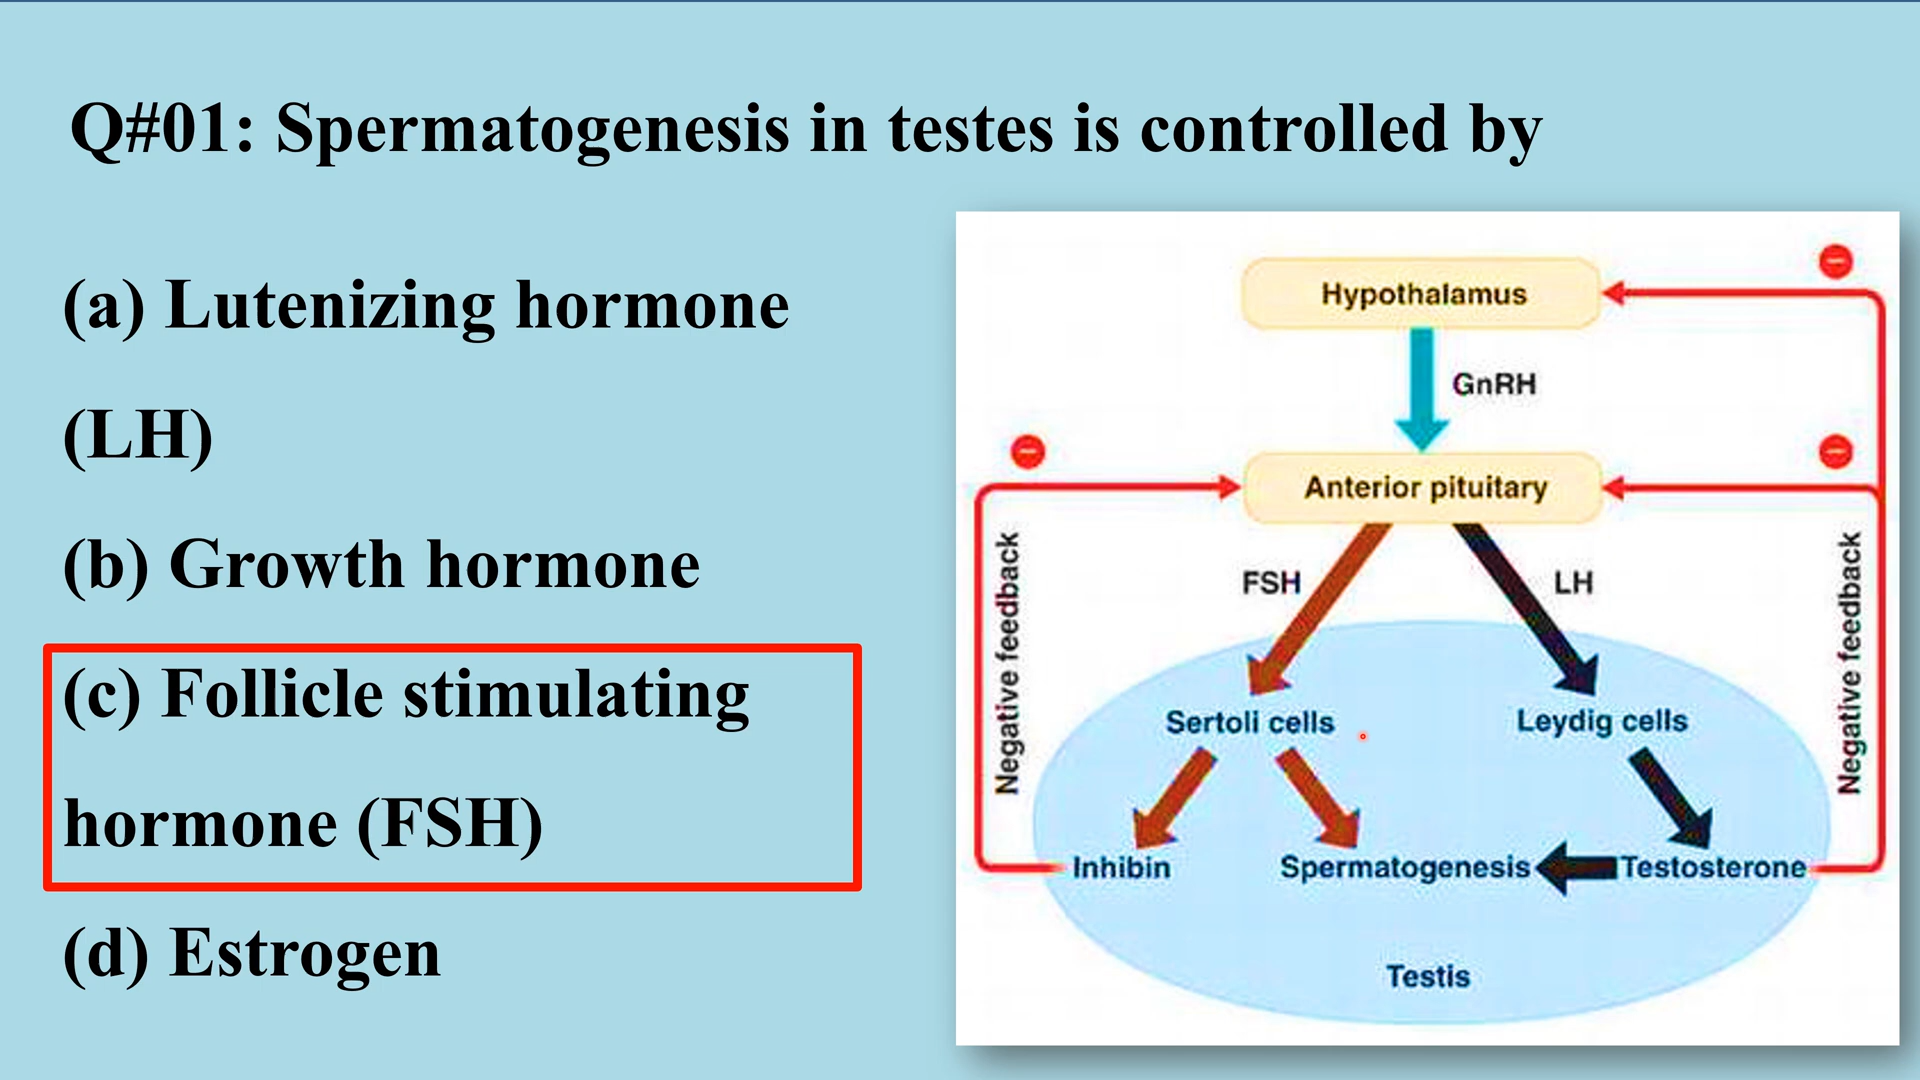 Q#01: Spermatogenesis in testes is controlled by
(a) Lutenizing hormone
(LH)
(b) Growth hormone
(c) Follicle stimulating
hormone (FSH)
(d) Estrogen
Hypothalamus
GnRH
Anterior pituitary
Negative feedback
FSH
LH
Negative feedback
Sertoli cells
Leydig cells
Inhibin
Spermatogenesis
Testosterone
Testis